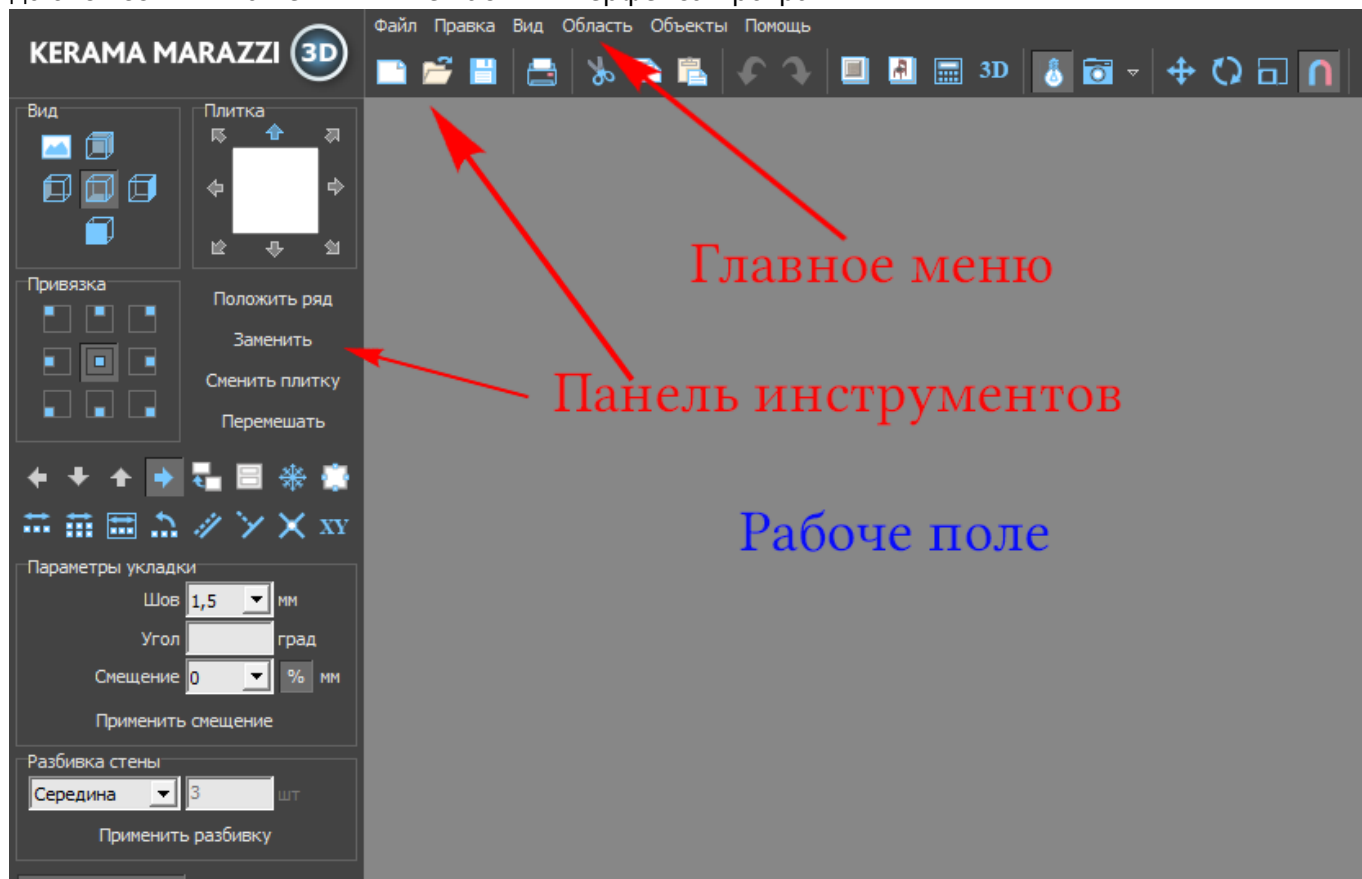 KERAMA MARAZZI 3D
Файл Правка Вид Область Объекты Помощь
3D
Вид
Плитка
Главное меню
Привязка
Положить ряд
Заменить
Сменить плитку
Перемешать
Панель инструментов
XY
Рабоче поле
Параметры укладки
Шов 1,5 мм
Угол град
Смещение 0 % мм
Применить смещение
Разбивка стены
Середина 3 шт
Применить разбивку